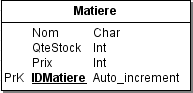 Matiere
Nom Char
QteStock Int
Prix Int
PrK IDMatiere Auto_increment